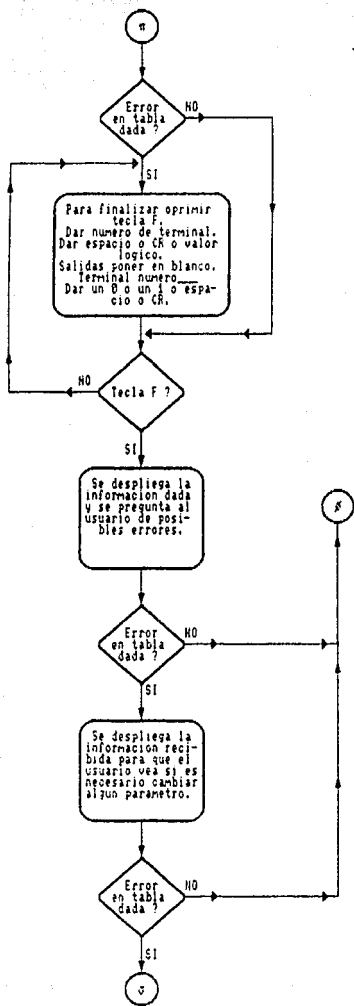 π
Error
en tabla
dada ?
NO
SI
Para finalizar oprimir
tecla F.
Dar numero de terminal.
Dar espacio o CR o valor
logico.
Salidas poner en blanco.
Terminal numero___
Dar un 0 o un 1 o espa-
cio o CR.
NO
Tecla F ?
SI
Se despliega la
informacion dada
y se pregunta al
usuario de posi-
bles errores.
Error
en tabla
dada ?
NO
SI
Se despliega la
informacion reci-
bida para que el
usuario vea si es
necesario cambiar
algun parametro.
Error
en tabla
dada ?
NO
SI